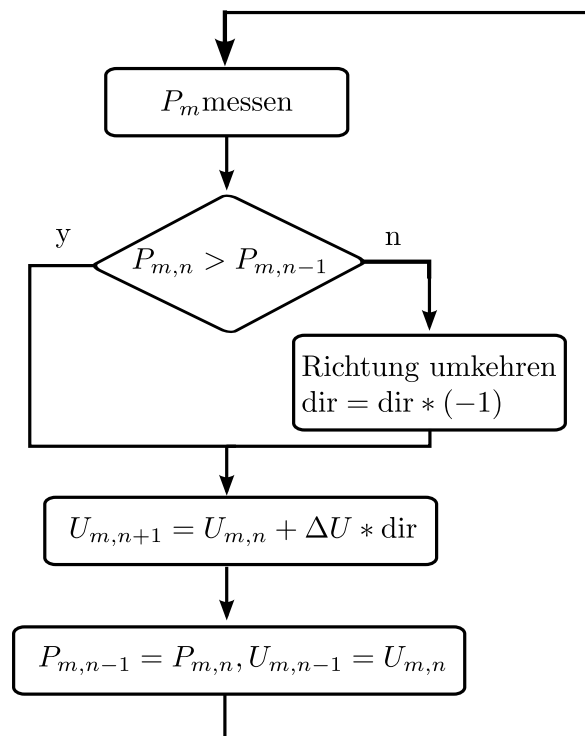 P_m messen
y
P_{m,n} > P_{m,n−1}
n
Richtung umkehren
dir = dir ∗ (−1)
U_{m,n+1} = U_{m,n} + ΔU ∗ dir
P_{m,n−1} = P_{m,n}, U_{m,n−1} = U_{m,n}